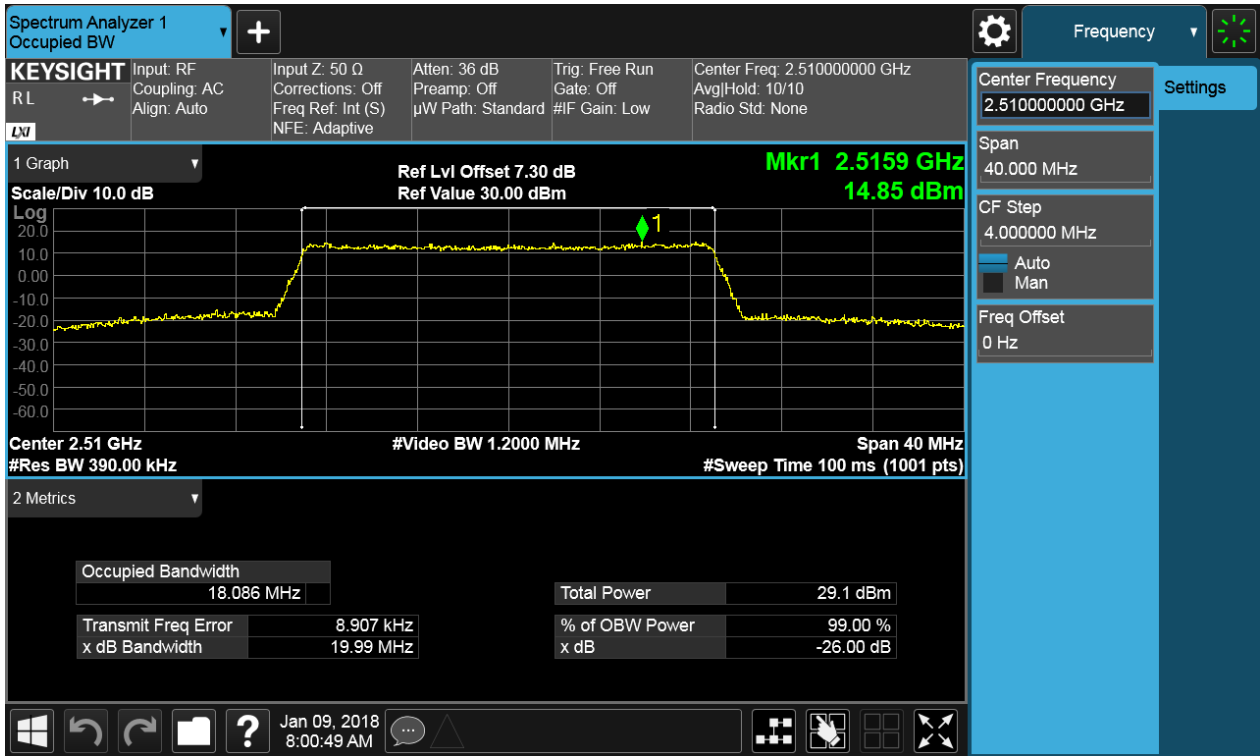 Spectrum Analyzer 1
Occupied BW
Frequency
KEYSIGHT
R L
LXI
Input: RF
Coupling: AC
Align: Auto
Input Z: 50 Ω
Corrections: Off
Freq Ref: Int (S)
NFE: Adaptive
Atten: 36 dB
Preamp: Off
µW Path: Standard
Trig: Free Run
Gate: Off
#IF Gain: Low
Center Freq: 2.510000000 GHz
Avg|Hold: 10/10
Radio Std: None
Center Frequency
2.510000000 GHz
Settings
Span
40.000 MHz
CF Step
4.000000 MHz
Auto
Man
Freq Offset
0 Hz
1 Graph
Scale/Div 10.0 dB
Ref Lvl Offset 7.30 dB
Ref Value 30.00 dBm
Mkr1 2.5159 GHz
14.85 dBm
Log
20.0
10.0
0.00
-10.0
-20.0
-30.0
-40.0
-50.0
-60.0
1
Center 2.51 GHz
#Video BW 1.2000 MHz
Span 40 MHz
#Res BW 390.00 kHz
#Sweep Time 100 ms (1001 pts)
2 Metrics
Occupied Bandwidth
18.086 MHz
Total Power 29.1 dBm
Transmit Freq Error 8.907 kHz
% of OBW Power 99.00 %
x dB Bandwidth 19.99 MHz
x dB -26.00 dB
Jan 09, 2018
8:00:49 AM